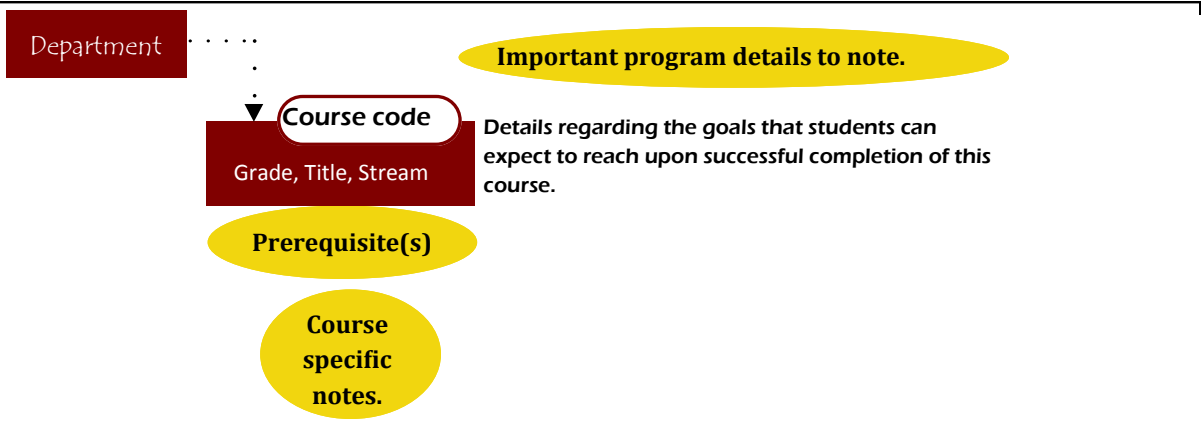 Department
Important program details to note.
Course code
Grade, Title, Stream
Details regarding the goals that students can
expect to reach upon successful completion of this
course.
Prerequisite(s)
Course
specific
notes.